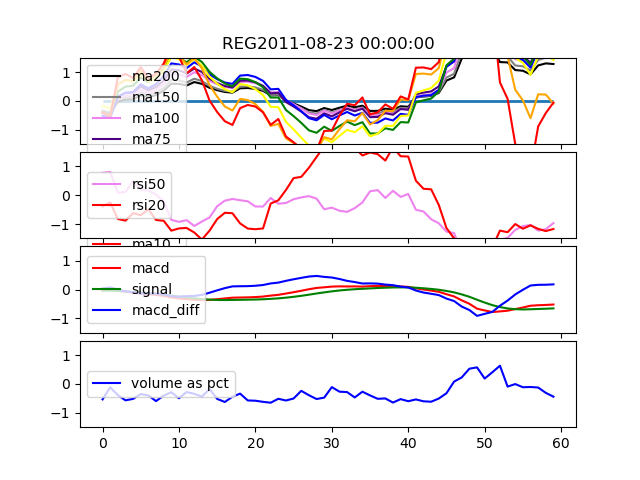 REG2011-08-23 00:00:00
1
0
−1
ma200
ma150
ma100
ma75
1
0
−1
rsi50
rsi20
ma10
1
0
−1
macd
signal
macd_diff
1
0
−1
volume as pct
0 10 20 30 40 50 60